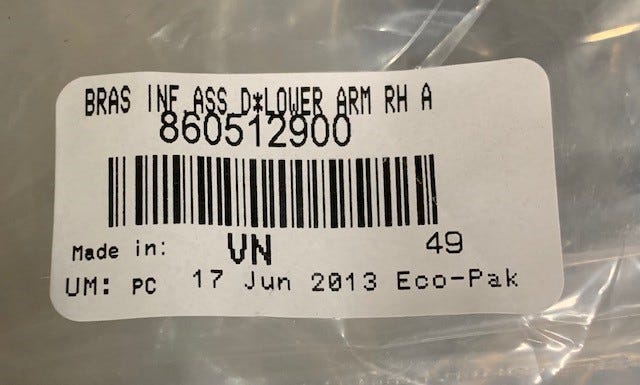 BRAS INF.ASS D*LOWER ARM RH A
860512900
Made in: VN 49
UM: PC 17 Jun 2013 Eco-Pak